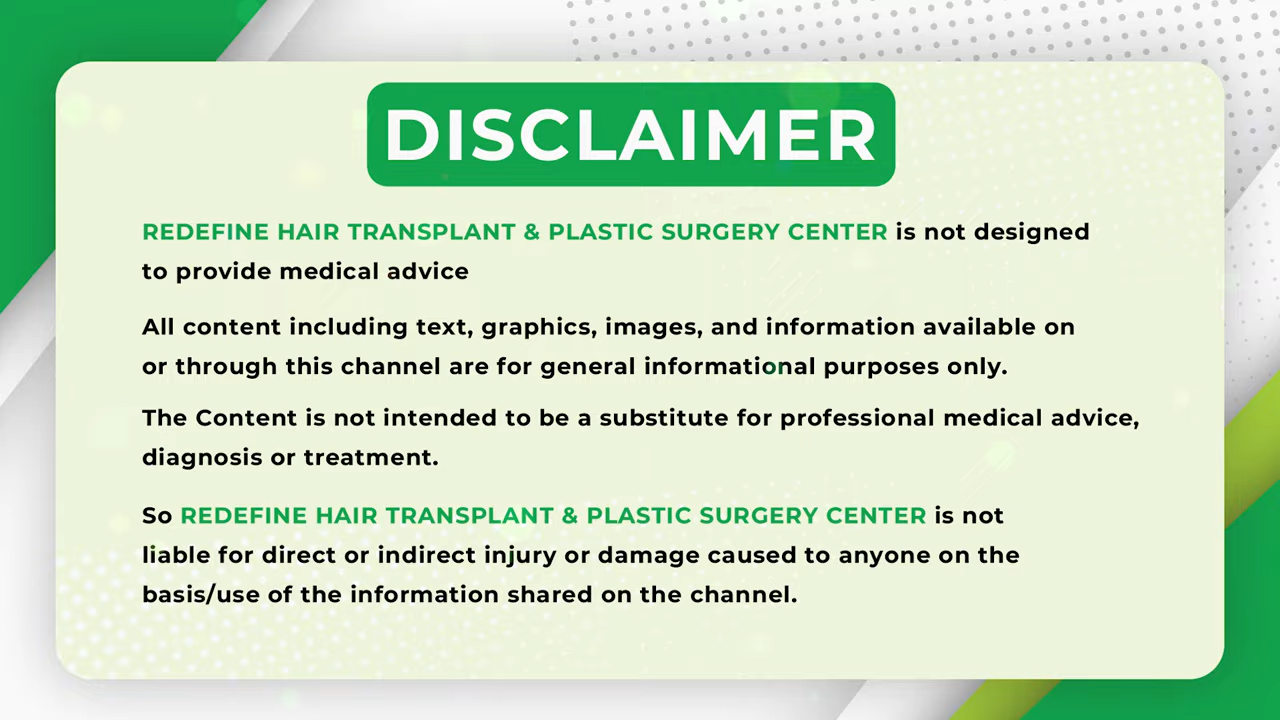 DISCLAIMER
REDEFINE HAIR TRANSPLANT & PLASTIC SURGERY CENTER is not designed
to provide medical advice
All content including text, graphics, images, and information available on
or through this channel are for general informational purposes only.
The Content is not intended to be a substitute for professional medical advice,
diagnosis or treatment.
So REDEFINE HAIR TRANSPLANT & PLASTIC SURGERY CENTER is not
liable for direct or indirect injury or damage caused to anyone on the
basis/use of the information shared on the channel.